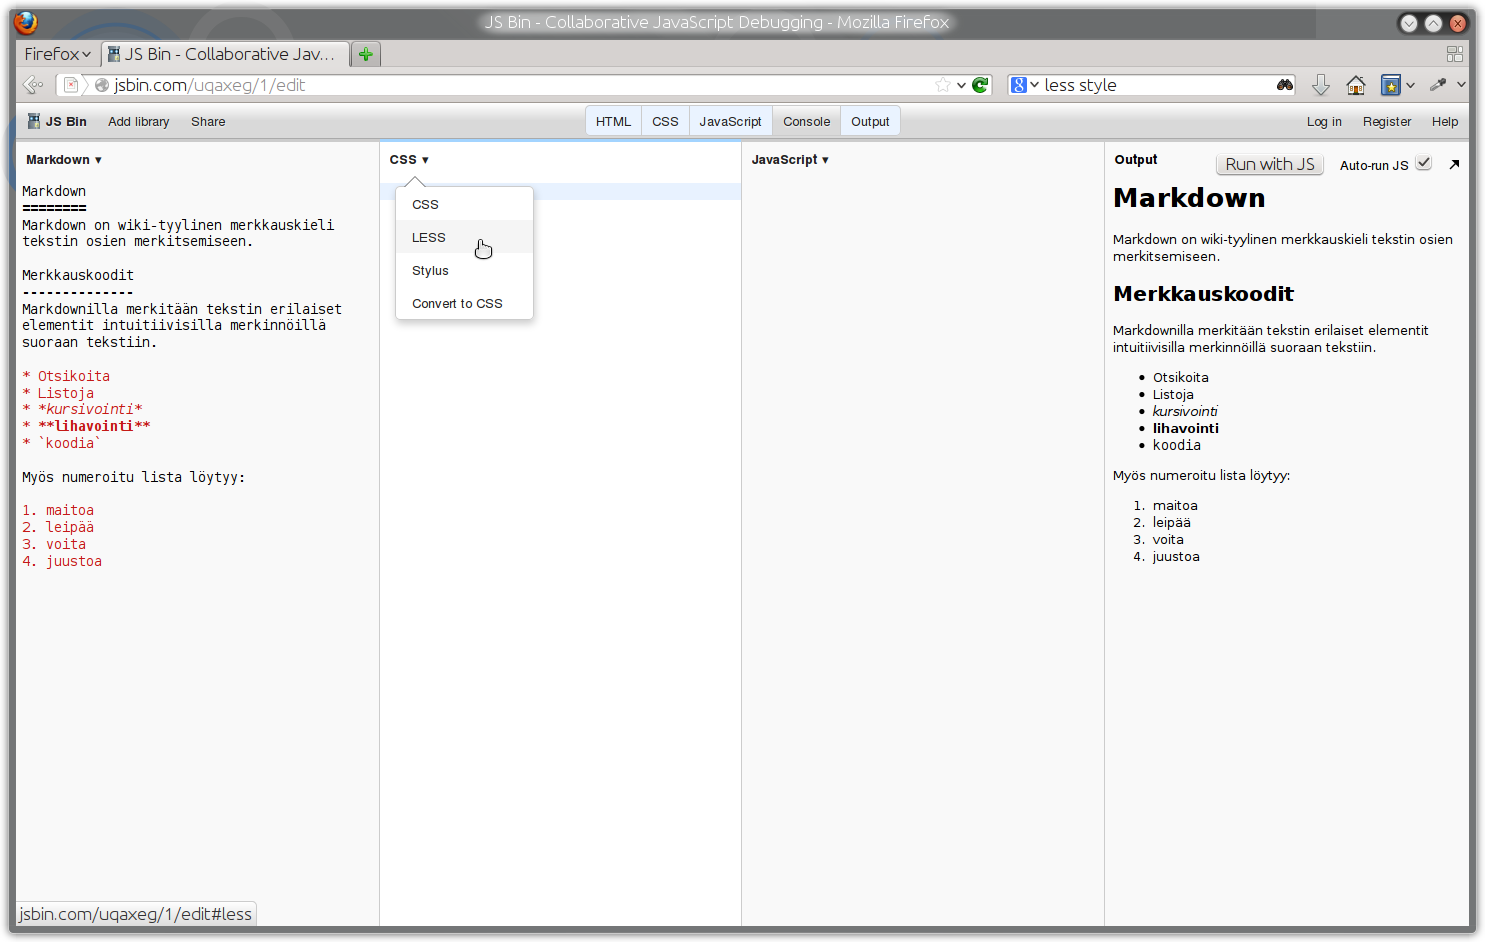 JS Bin - Collaborative JavaScript Debugging - Mozilla Firefox
Firefox
JS Bin - Collaborative Jav...
jsbin.com/uqaxeg/1/edit
less style
JS Bin
Add library
Share
HTML
CSS
JavaScript
Console
Output
Log in
Register
Help
Markdown ▾
Markdown
========
Markdown on wiki-tyylinen merkkauskieli
tekstin osien merkitsemiseen.
Merkkauskoodit
--------------
Markdownilla merkitään tekstin erilaiset
elementit intuitiivisilla merkinnöillä
suoraan tekstiin.
* Otsikoita
* Listoja
* *kursivointi*
* **lihavointi**
* `koodia`
Myös numeroitu lista löytyy:
1. maitoa
2. leipää
3. voita
4. juustoa
CSS ▾
CSS
LESS
Stylus
Convert to CSS
JavaScript ▾
Output
Run with JS
Auto-run JS
Markdown
Markdown on wiki-tyylinen merkkauskieli tekstin osien
merkitsemiseen.
Merkkauskoodit
Markdownilla merkitään tekstin erilaiset elementit
intuitiivisilla merkinnöillä suoraan tekstiin.
• Otsikoita
• Listoja
• kursivointi
• lihavointi
• koodia
Myös numeroitu lista löytyy:
1. maitoa
2. leipää
3. voita
4. juustoa
jsbin.com/uqaxeg/1/edit#less